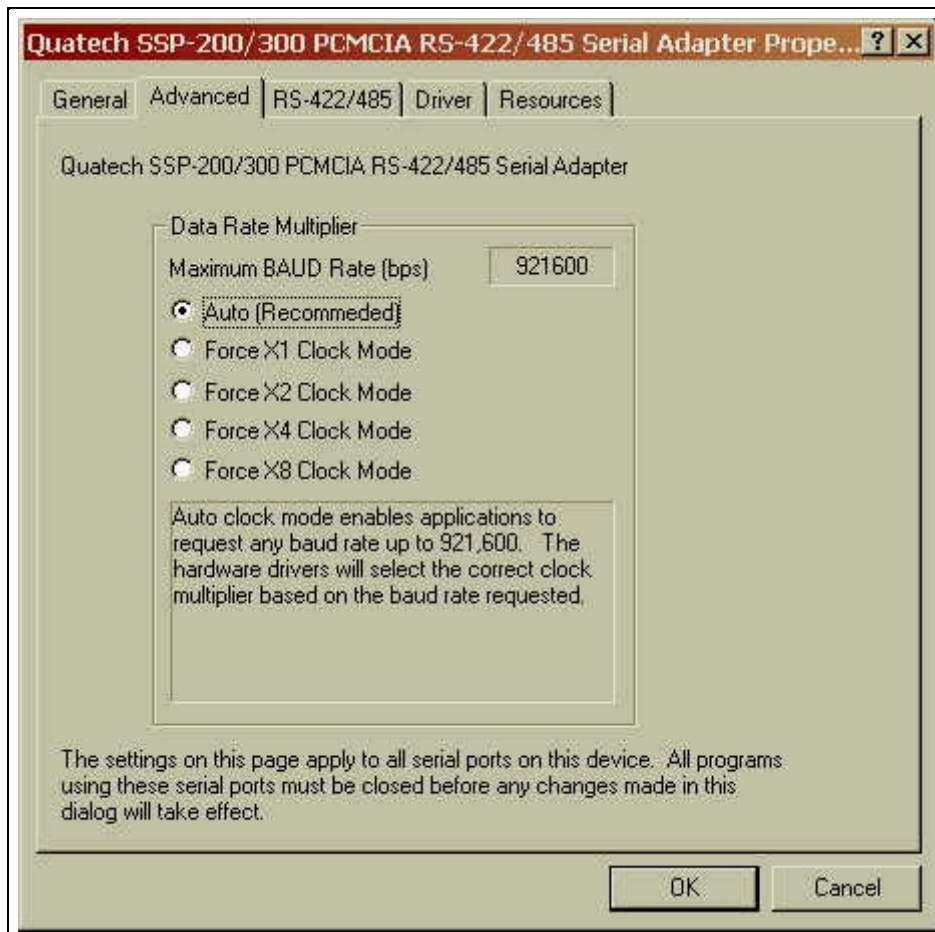 Quatech SSP-200/300 PCMCIA RS-422/485 Serial Adapter Prope...
General Advanced RS-422/485 Driver Resources
Quatech SSP-200/300 PCMCIA RS-422/485 Serial Adapter
Data Rate Multiplier
Maximum BAUD Rate (bps) 921600
Auto (Recommeded)
Force X1 Clock Mode
Force X2 Clock Mode
Force X4 Clock Mode
Force X8 Clock Mode
Auto clock mode enables applications to
request any baud rate up to 921,600. The
hardware drivers will select the correct clock
multiplier based on the baud rate requested.
The settings on this page apply to all serial ports on this device. All programs
using these serial ports must be closed before any changes made in this
dialog will take effect.
OK Cancel